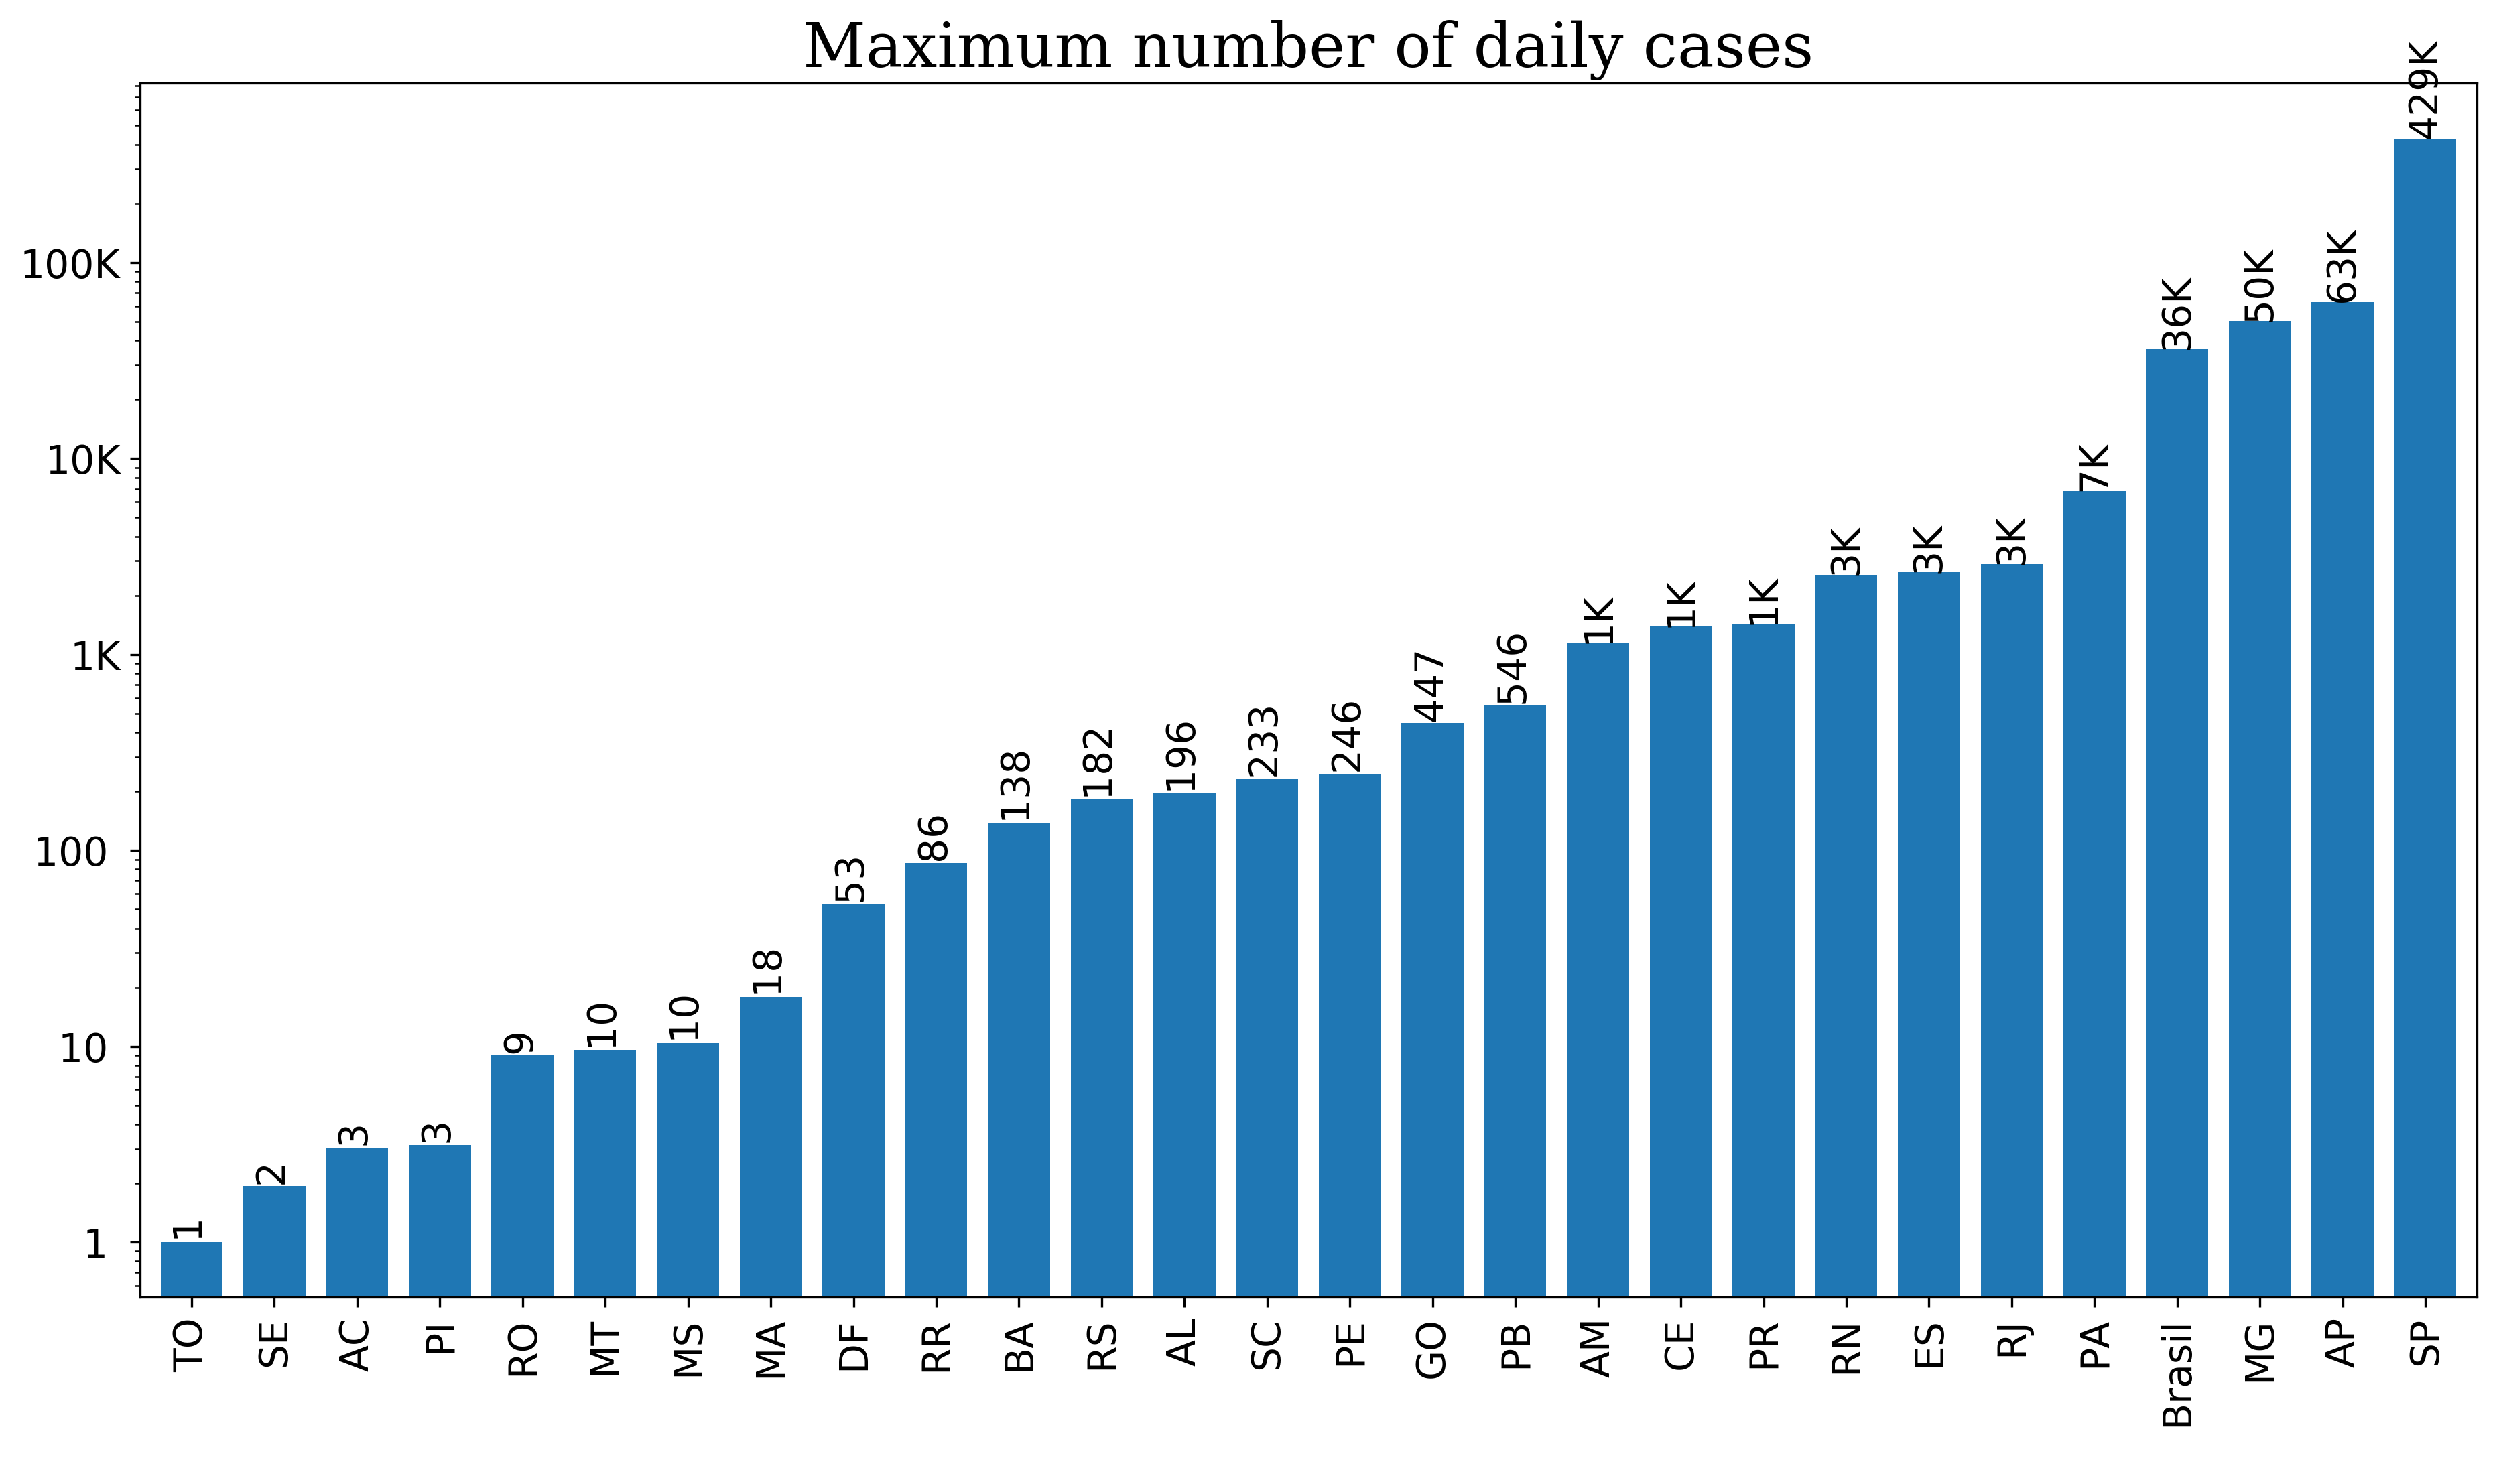 Maximum number of daily cases
100K
10K
1K
100
10
1
1
2
3
3
9
10
10
18
53
86
138
182
196
233
246
447
546
1K
1K
1K
3K
3K
3K
7K
36K
50K
63K
429K
TO
SE
AC
PI
RO
MT
MS
MA
DF
RR
BA
RS
AL
SC
PE
GO
PB
AM
CE
PR
RN
ES
RJ
PA
Brasil
MG
AP
SP